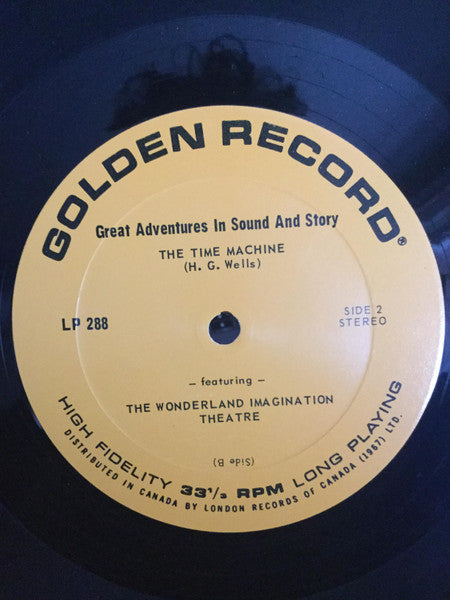 GOLDEN RECORD®
Great Adventures In Sound And Story
THE TIME MACHINE
(H. G. Wells)
LP 288
SIDE 2
STEREO
– featuring –
THE WONDERLAND IMAGINATION
THEATRE
(Side B)
HIGH FIDELITY 33⅓ RPM LONG PLAYING
DISTRIBUTED IN CANADA BY LONDON RECORDS OF CANADA (1967) LTD.